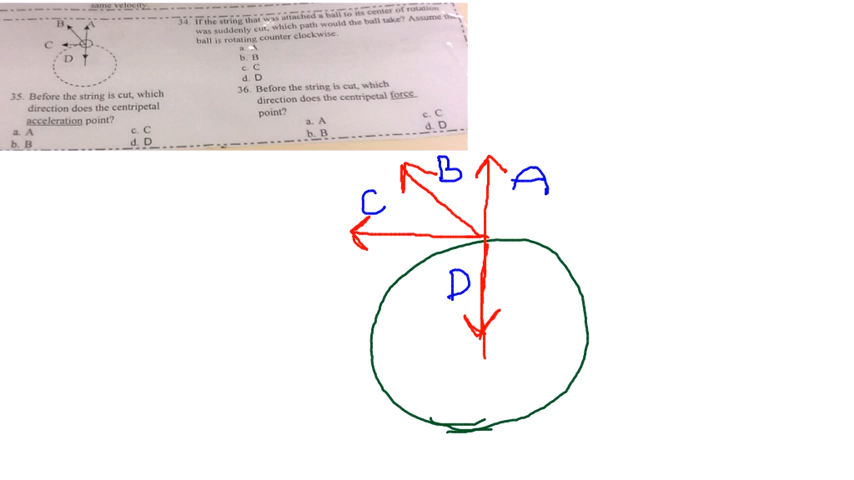 same velocity.
34. If the string that was attached a ball to its center of rotation
was suddenly cut, which path would the ball take? Assume the
ball is rotating counter clockwise.
a. A
b. B
c. C
d. D
B
A
C
D
35. Before the string is cut, which
direction does the centripetal
acceleration point?
a. A
b. B
c. C
d. D
36. Before the string is cut, which
direction does the centripetal force
point?
a. A
b. B
c. C
d. D
B
A
C
D